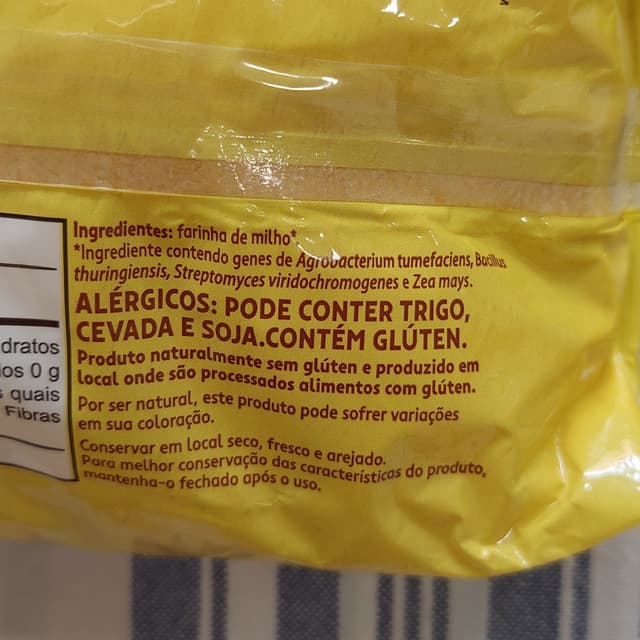 Ingredientes: farinha de milho*
*Ingrediente contendo genes de Agrobacterium tumefaciens, Bacillus
thuringiensis, Streptomyces viridochromogenes e Zea mays.
ALÉRGICOS: PODE CONTER TRIGO,
CEVADA E SOJA.CONTÉM GLÚTEN.
Produto naturalmente sem glúten e produzido em
local onde são processados alimentos com glúten.
Por ser natural, este produto pode sofrer variações
em sua coloração.
Conservar em local seco, fresco e arejado.
Para melhor conservação das características do produto,
mantenha-o fechado após o uso.
dratos
ios 0 g
s quais
Fibras